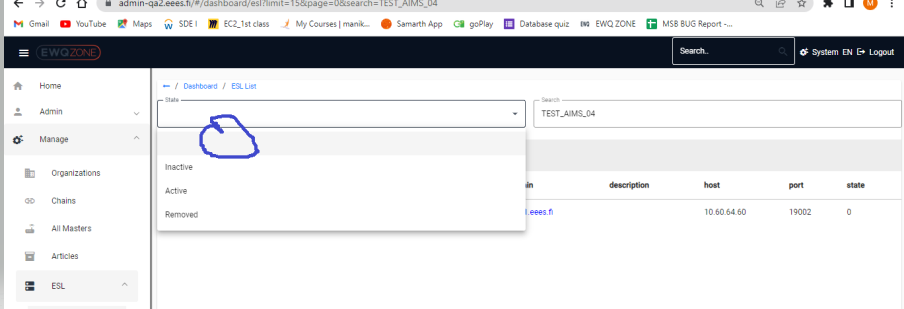 admin-qa2.eees.fi/#/dashboard/esl?limit=15&page=0&search=TEST_AIMS_04
Gmail YouTube Maps SDE I EC2_1st class My Courses | manik... Samarth App goPlay Database quiz EWQ ZONE MSB BUG Report -...
EWQZONE Search.. System EN Logout
Home
Admin
Manage
Organizations
Chains
All Masters
Articles
ESL
← / Dashboard / ESL List
State
Search
TEST_AIMS_04
Inactive
Active
Removed
in description host port state
.eees.fi 10.60.64.60 19002 0